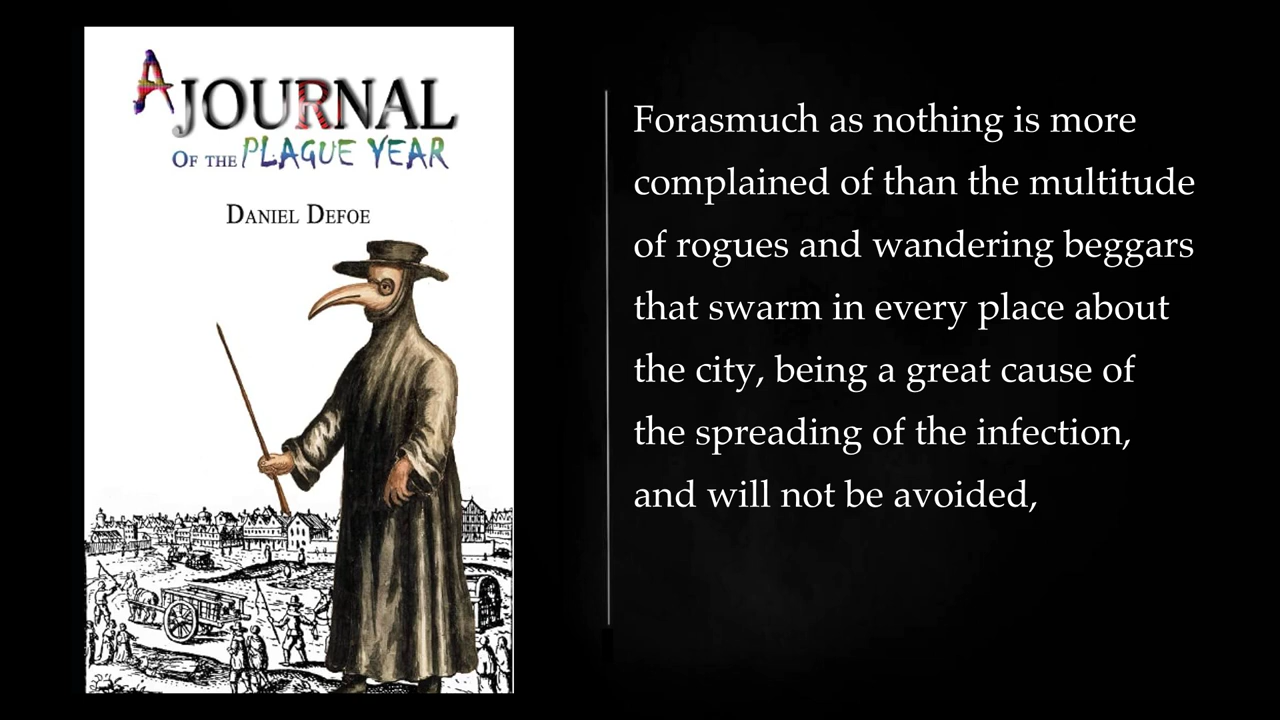 A JOURNAL
OF THE PLAGUE YEAR
DANIEL DEFOE
Forasmuch as nothing is more
complained of than the multitude
of rogues and wandering beggars
that swarm in every place about
the city, being a great cause of
the spreading of the infection,
and will not be avoided,